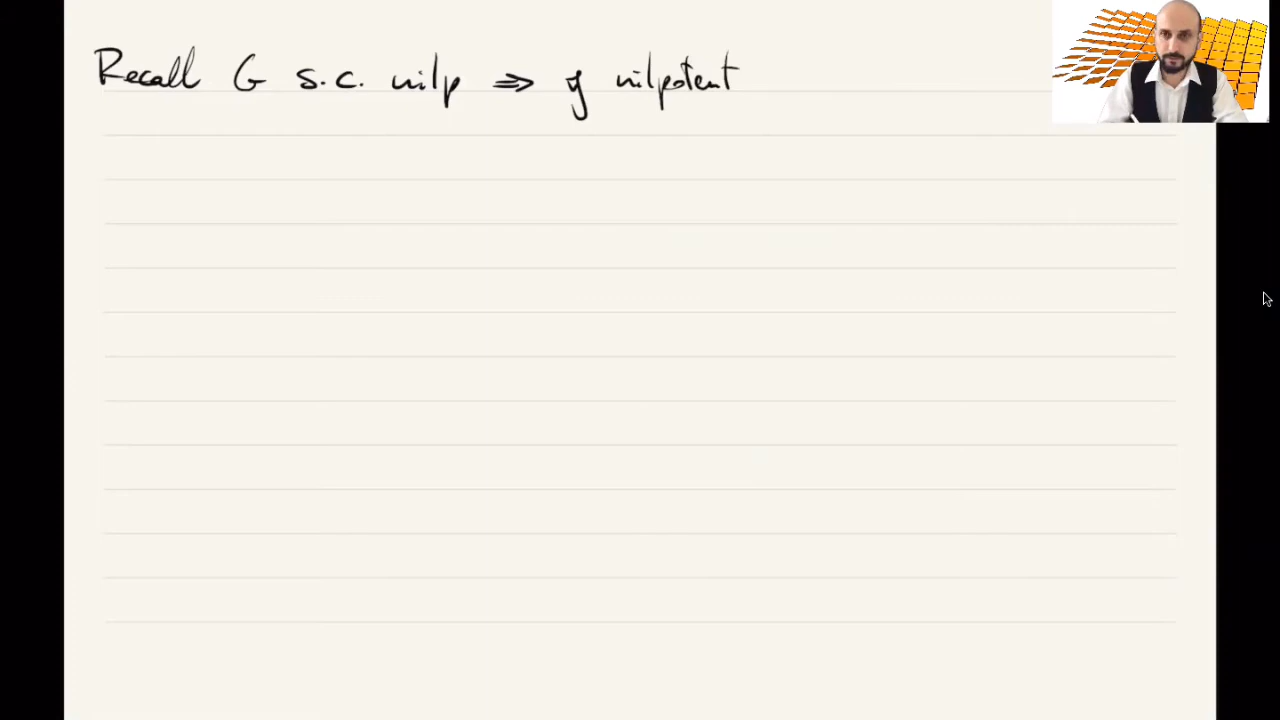 Recall G s.c. nilp ⇒ 𝔤 nilpotent